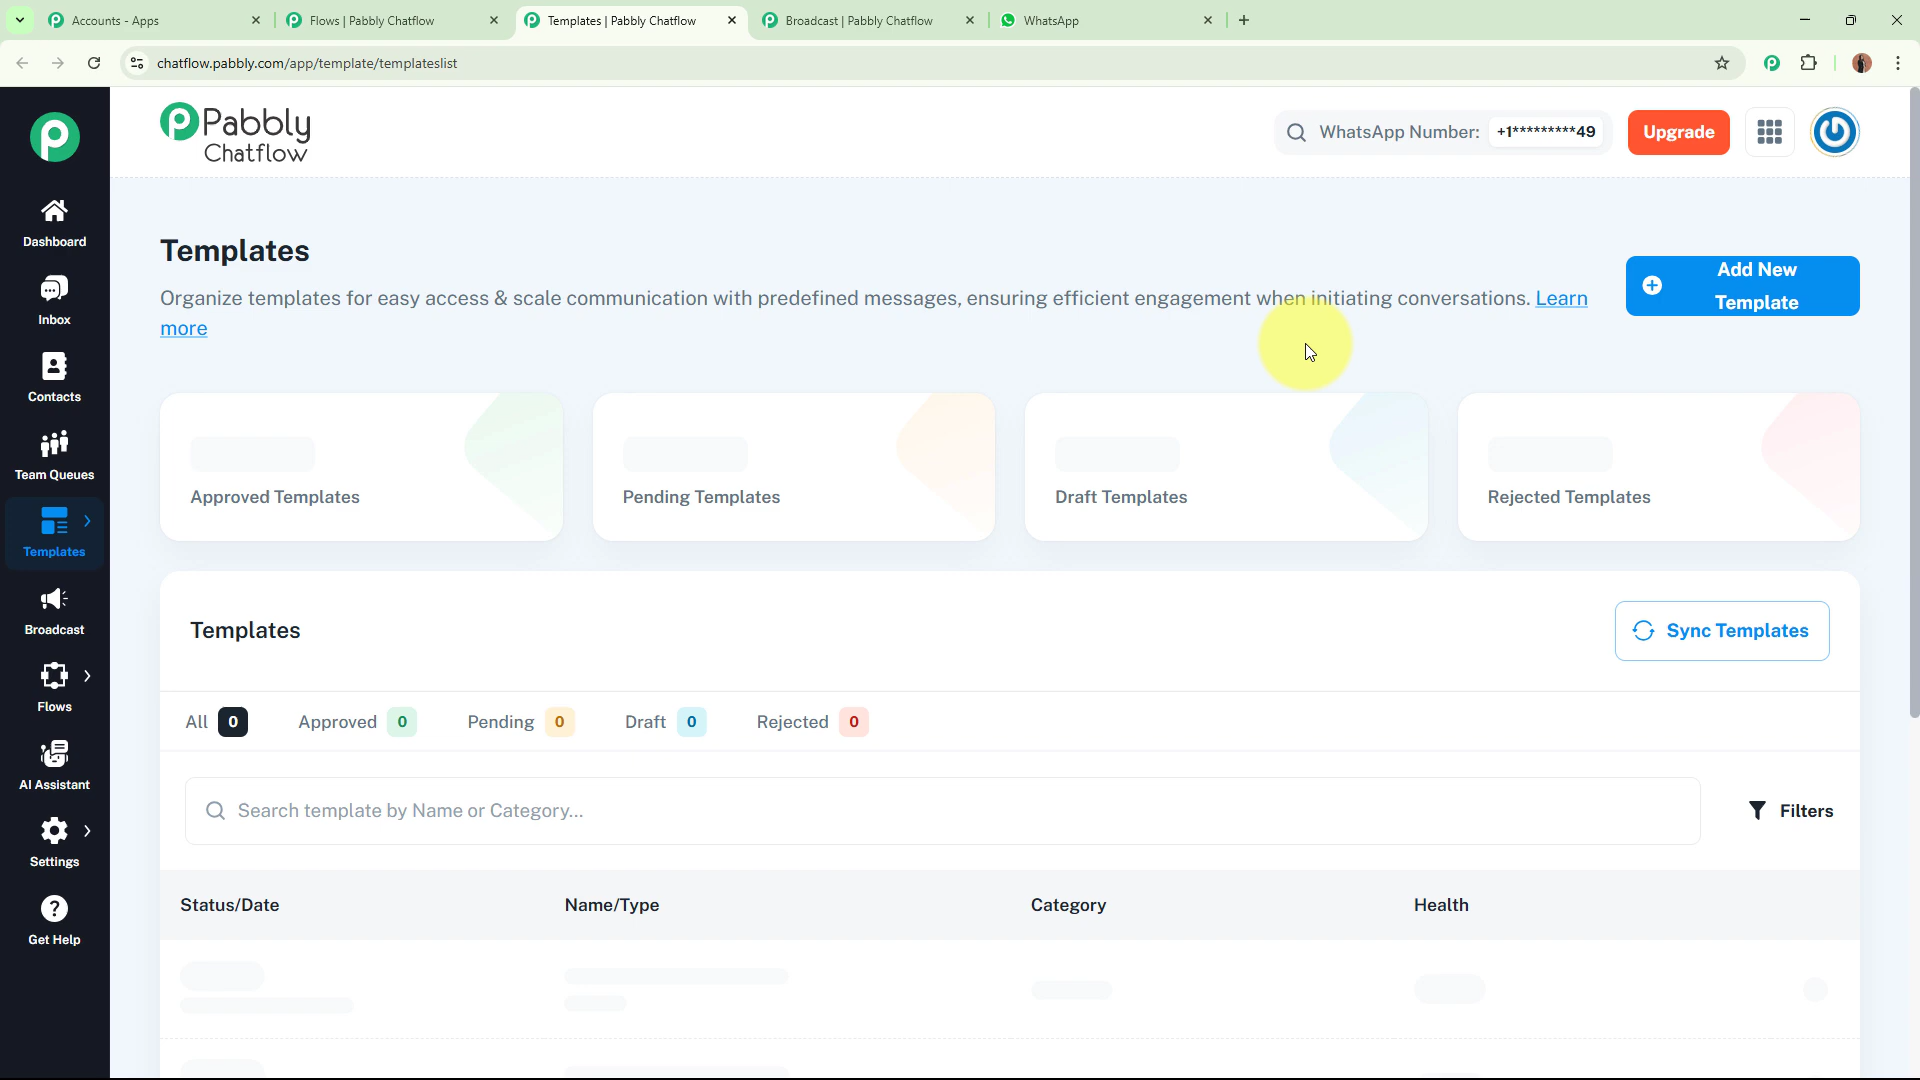 Accounts - Apps
Flows | Pabbly Chatflow
Templates | Pabbly Chatflow
Broadcast | Pabbly Chatflow
WhatsApp
chatflow.pabbly.com/app/template/templateslist
Pabbly
Chatflow
WhatsApp Number: +1*********49
Upgrade
Dashboard
Inbox
Contacts
Team Queues
Templates
Broadcast
Flows
AI Assistant
Settings
Get Help
Templates
Organize templates for easy access & scale communication with predefined messages, ensuring efficient engagement when initiating conversations. Learn
more
Add New
Template
Approved Templates
Pending Templates
Draft Templates
Rejected Templates
Templates
Sync Templates
All 0 Approved 0 Pending 0 Draft 0 Rejected 0
Search template by Name or Category...
Filters
Status/Date Name/Type Category Health